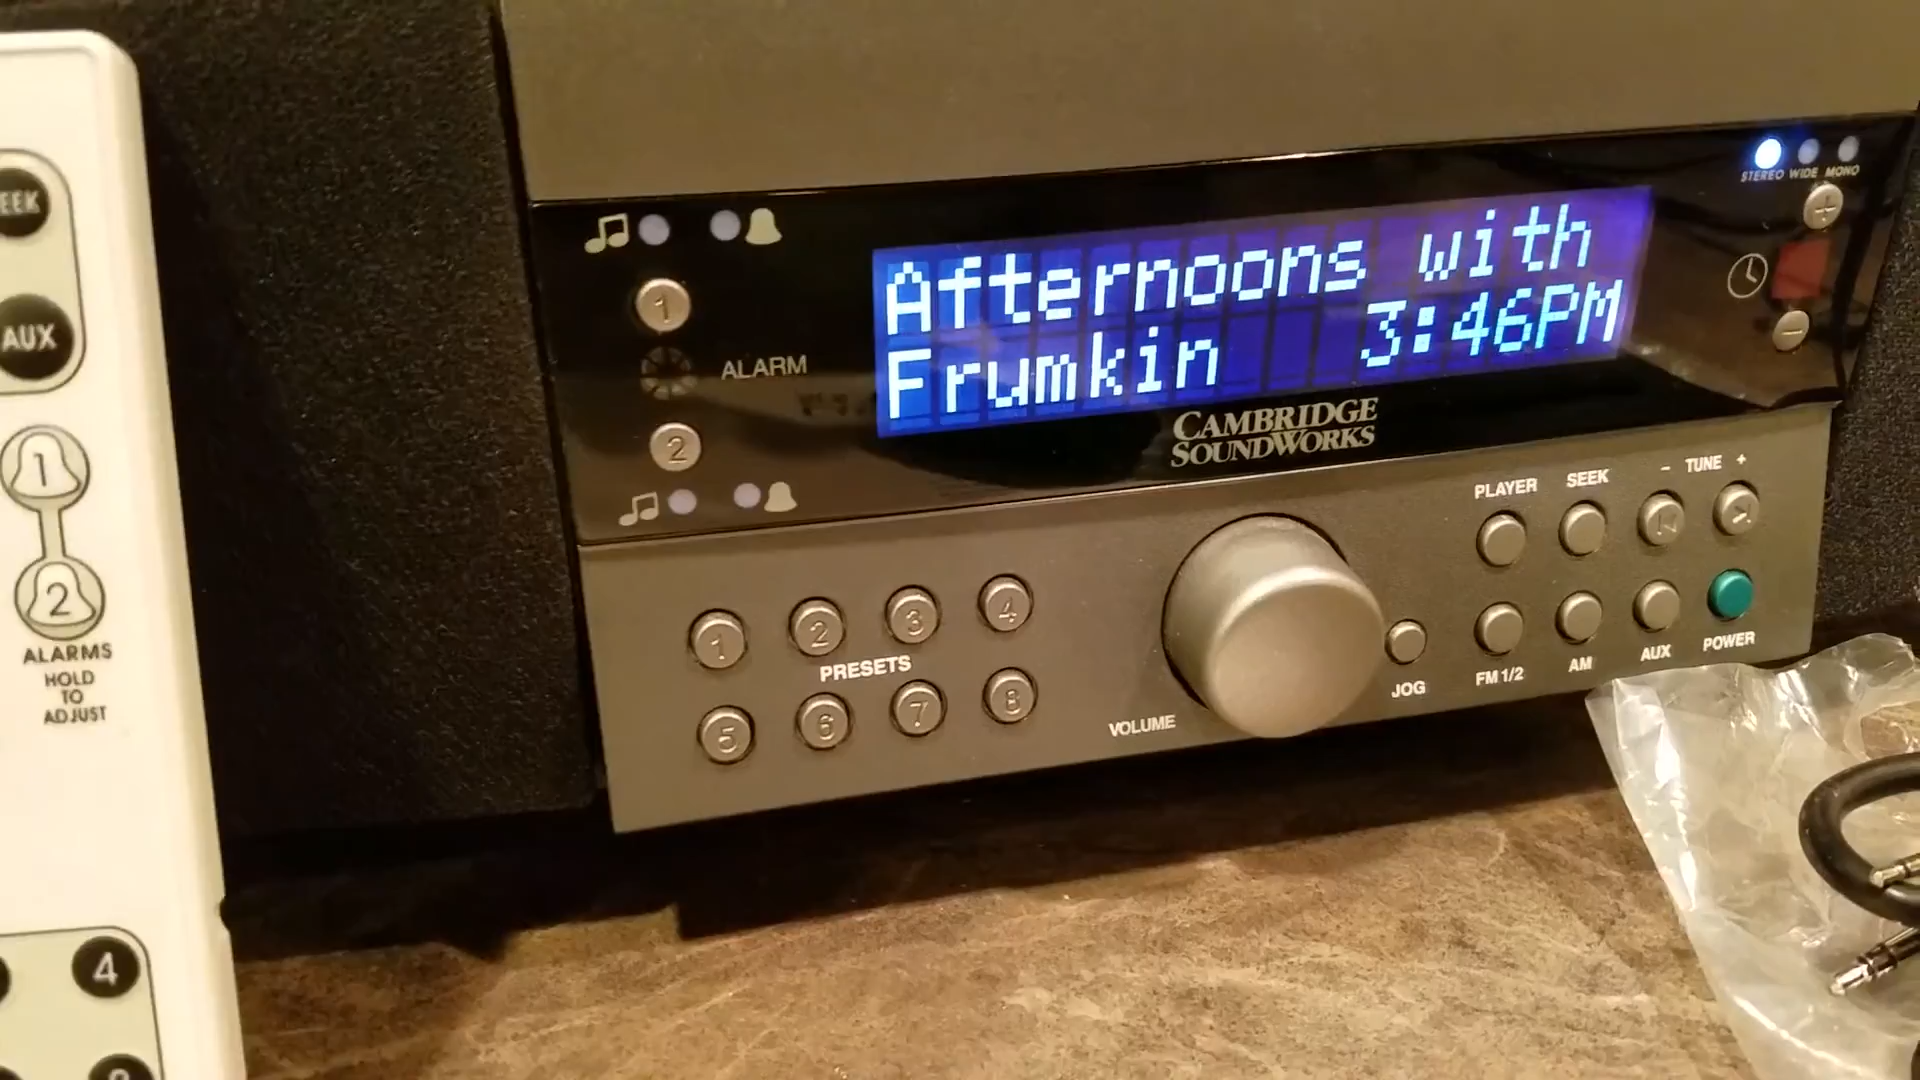 EEK
AUX
1
2
ALARMS
HOLD
TO
ADJUST
4
1
ALARM
2
Afternoons with
Frumkin 3:46PM
CAMBRIDGE
SOUNDWORKS
STEREO WIDE MONO
+
-
PLAYER SEEK - TUNE +
1 2 3 4
PRESETS
5 6 7 8
VOLUME
JOG
FM 1/2
AM
AUX
POWER